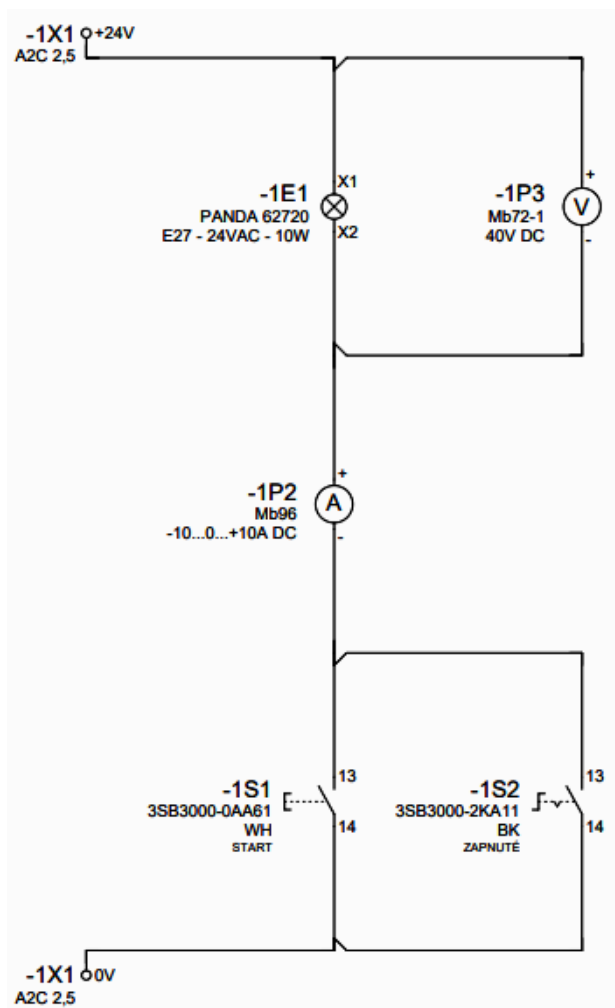 -1X1 +24V
A2C 2,5
-1E1 X1
PANDA 62720
E27 - 24VAC - 10W X2
-1P3 +
Mb72-1 V
40V DC -
-1P2 +
Mb96 A
-10...0...+10A DC -
-1S1 13
3SB3000-0AA61
WH 14
START
-1S2 13
3SB3000-2KA11
BK 14
ZAPNUTÉ
-1X1 0V
A2C 2,5